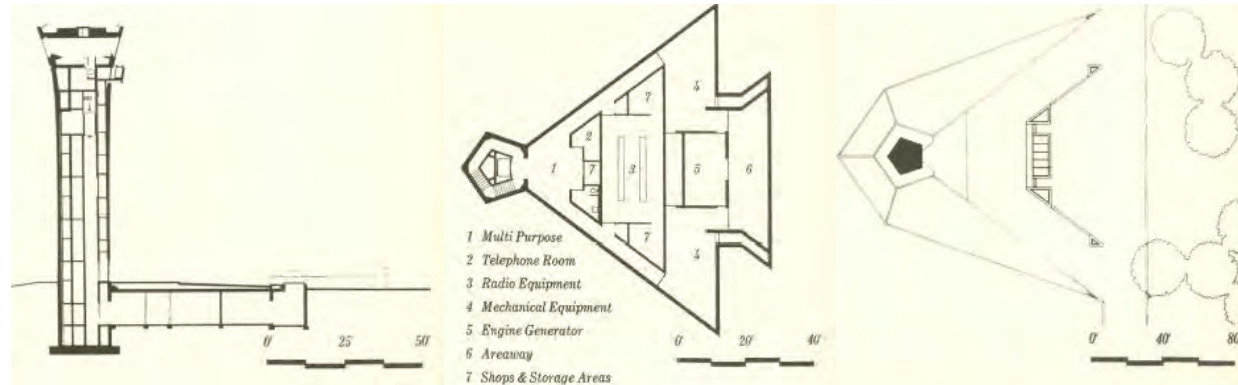 0' 25 50'
4
7
2
1 7 3 5 6
7
4
1 Multi Purpose
2 Telephone Room
3 Radio Equipment
4 Mechanical Equipment
5 Engine Generator
6 Areaway
7 Shops & Storage Areas
0' 20' 40'
0' 40' 80'